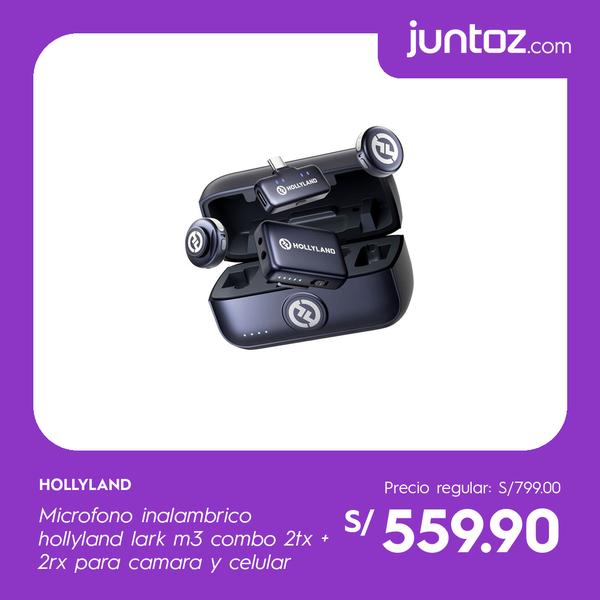 juntoz.com
HOLLYLAND
HOLLYLAND
HOLLYLAND
Microfono inalambrico
hollyland lark m3 combo 2tx +
2rx para camara y celular
Precio regular: S/799.00
S/ 559.90